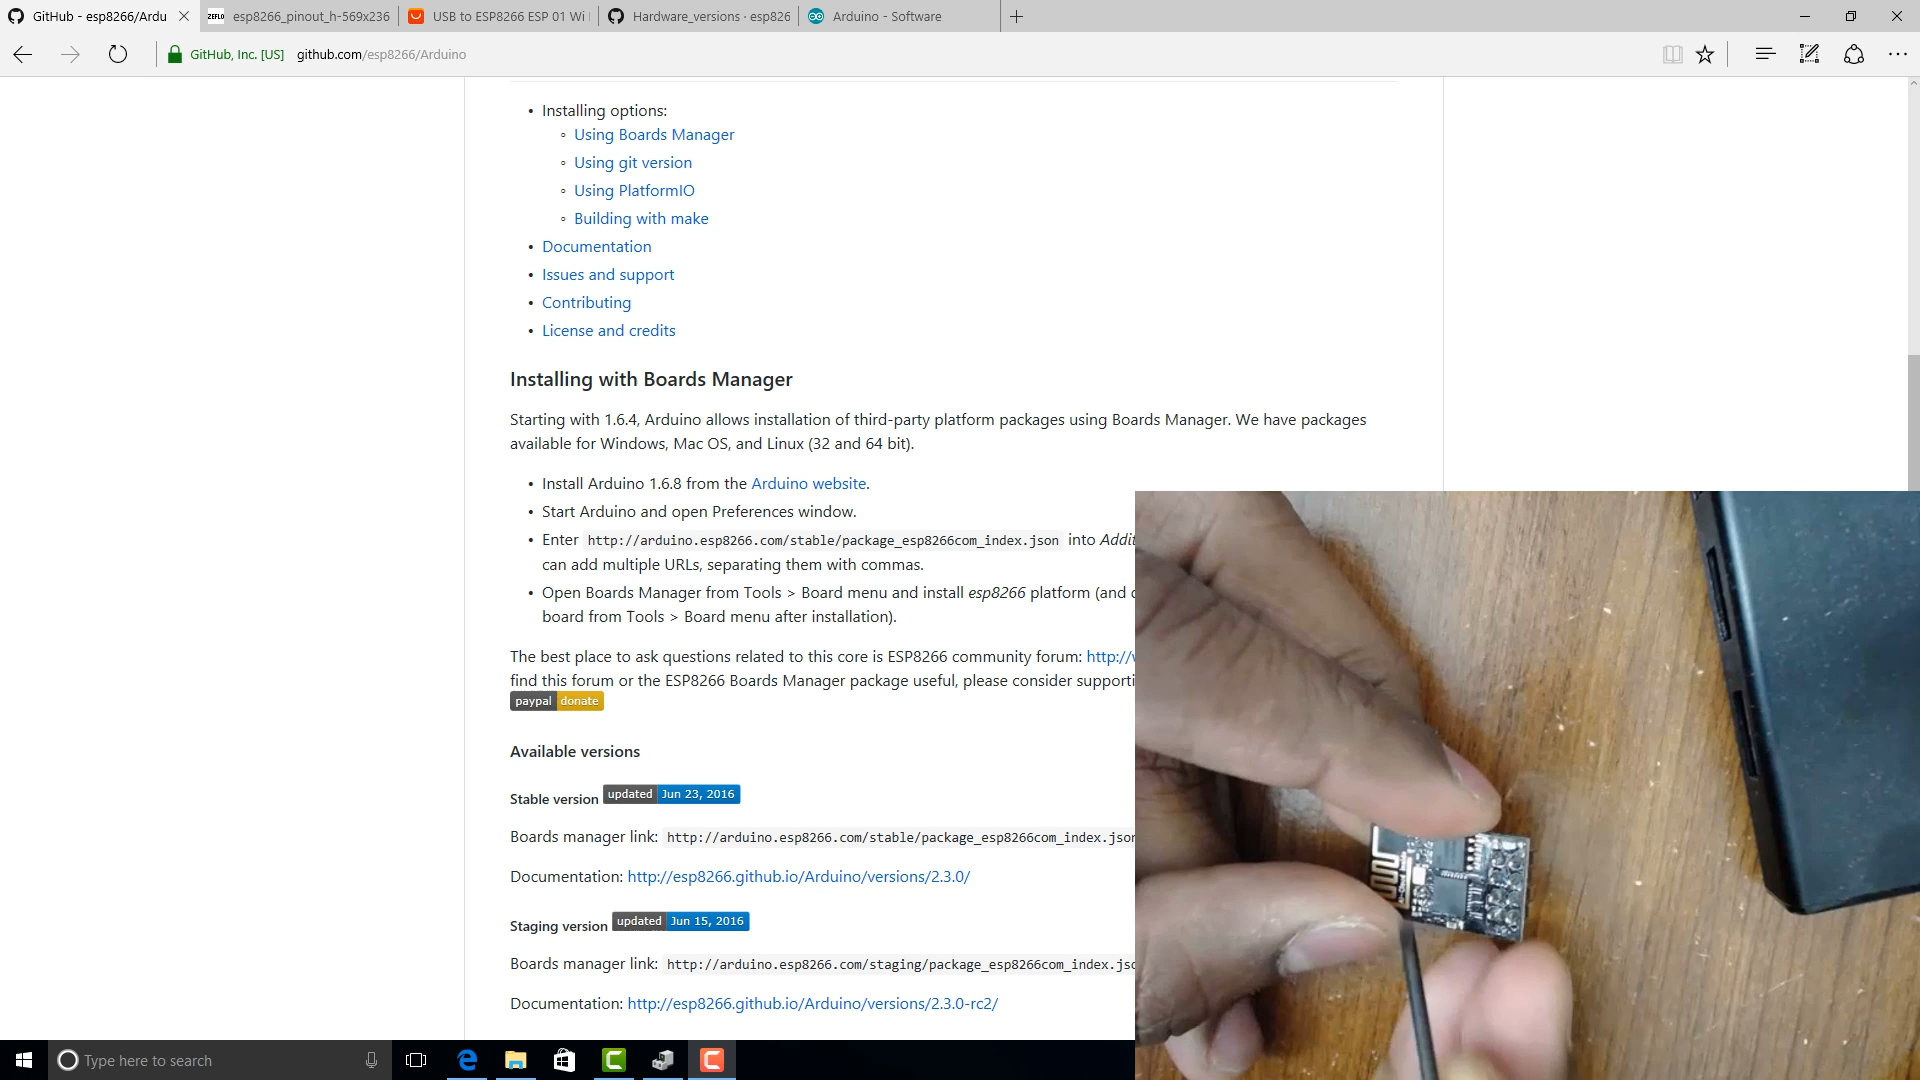 GitHub - esp8266/Ardu
ZEFLO esp8266_pinout_h-569x236
USB to ESP8266 ESP 01 Wi
Hardware_versions · esp826
Arduino - Software
GitHub, Inc. [US] github.com/esp8266/Arduino
• Installing options:
◦ Using Boards Manager
◦ Using git version
◦ Using PlatformIO
◦ Building with make
• Documentation
• Issues and support
• Contributing
• License and credits
Installing with Boards Manager
Starting with 1.6.4, Arduino allows installation of third-party platform packages using Boards Manager. We have packages
available for Windows, Mac OS, and Linux (32 and 64 bit).
• Install Arduino 1.6.8 from the Arduino website.
• Start Arduino and open Preferences window.
• Enter http://arduino.esp8266.com/stable/package_esp8266com_index.json into Addit
can add multiple URLs, separating them with commas.
• Open Boards Manager from Tools > Board menu and install esp8266 platform (and
board from Tools > Board menu after installation).
The best place to ask questions related to this core is ESP8266 community forum: http://
find this forum or the ESP8266 Boards Manager package useful, please consider supporti
paypal donate
Available versions
Stable version updated Jun 23, 2016
Boards manager link: http://arduino.esp8266.com/stable/package_esp8266com_index.json
Documentation: http://esp8266.github.io/Arduino/versions/2.3.0/
Staging version updated Jun 15, 2016
Boards manager link: http://arduino.esp8266.com/staging/package_esp8266com_index.jso
Documentation: http://esp8266.github.io/Arduino/versions/2.3.0-rc2/
Type here to search